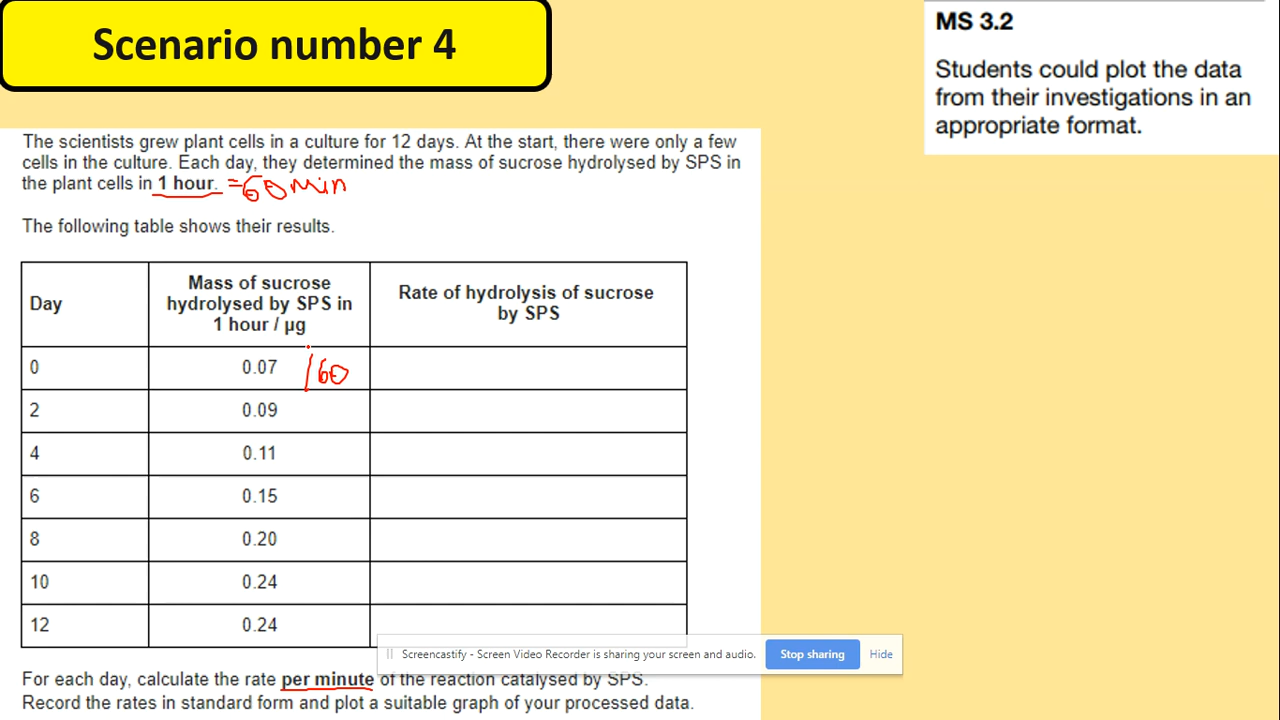 Scenario number 4
MS 3.2
Students could plot the data
from their investigations in an
appropriate format.
The scientists grew plant cells in a culture for 12 days. At the start, there were only a few
cells in the culture. Each day, they determined the mass of sucrose hydrolysed by SPS in
the plant cells in 1 hour. =60min
The following table shows their results.
Day
Mass of sucrose
hydrolysed by SPS in
1 hour / µg
Rate of hydrolysis of sucrose
by SPS
0 0.07 /60
2 0.09
4 0.11
6 0.15
8 0.20
10 0.24
12 0.24
Screencastify - Screen Video Recorder is sharing your screen and audio. Stop sharing Hide
For each day, calculate the rate per minute of the reaction catalysed by SPS.
Record the rates in standard form and plot a suitable graph of your processed data.